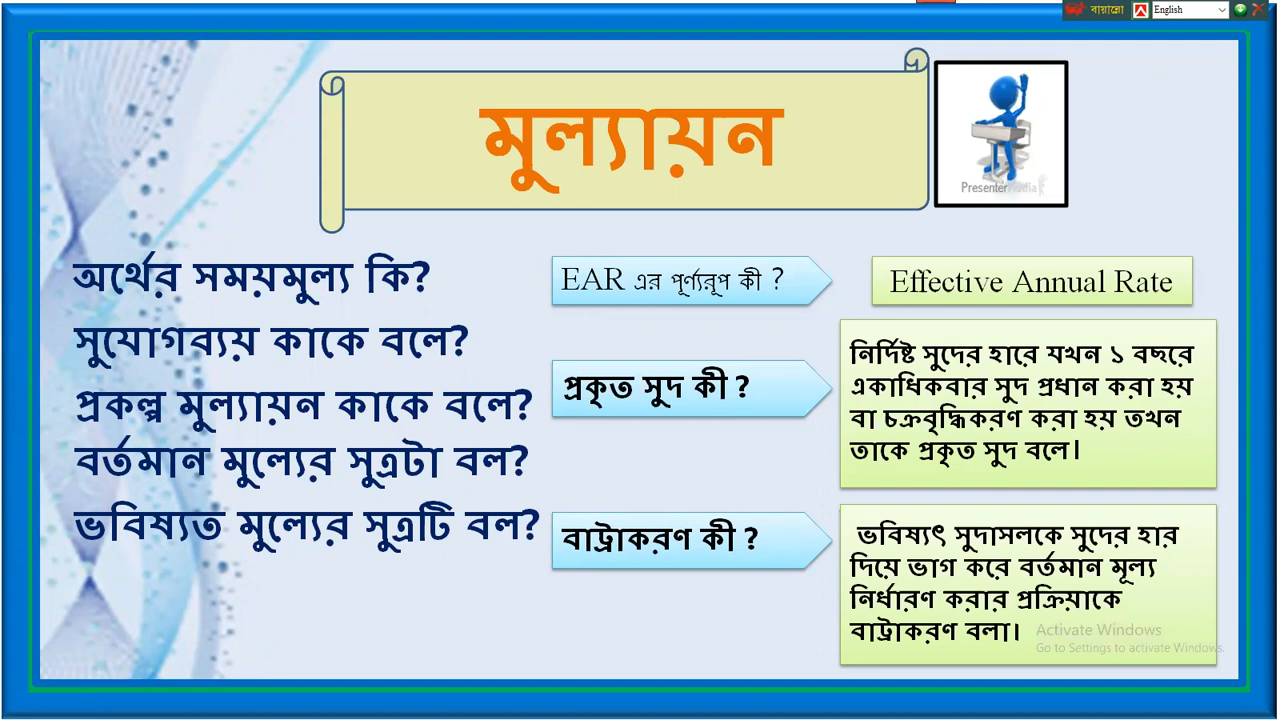 বায়ান্নো
English
মুল্যায়ন
PresenterMedia
অর্থের সময়মুল্য কি?
সুযোগব্যয় কাকে বলে?
প্রকল্প মুল্যায়ন কাকে বলে?
বর্তমান মুল্যের সুত্রটা বল?
ভবিষ্যত মুল্যের সুত্রটি বল?
EAR এর পূর্ণ্যরূপ কী ?
Effective Annual Rate
প্রকৃত সুদ কী ?
নির্দিষ্ট সুদের হারে যখন ১ বছরে
একাধিকবার সুদ প্রধান করা হয়
বা চক্রবৃদ্ধিকরণ করা হয় তখন
তাকে প্রকৃত সুদ বলে।
বাট্রাকরণ কী ?
ভবিষ্যৎ সুদাসলকে সুদের হার
দিয়ে ভাগ করে বর্তমান মূল্য
নির্ধারণ করার প্রক্রিয়াকে
বাট্রাকরণ বলা।
Activate Windows
Go to Settings to activate Windows.